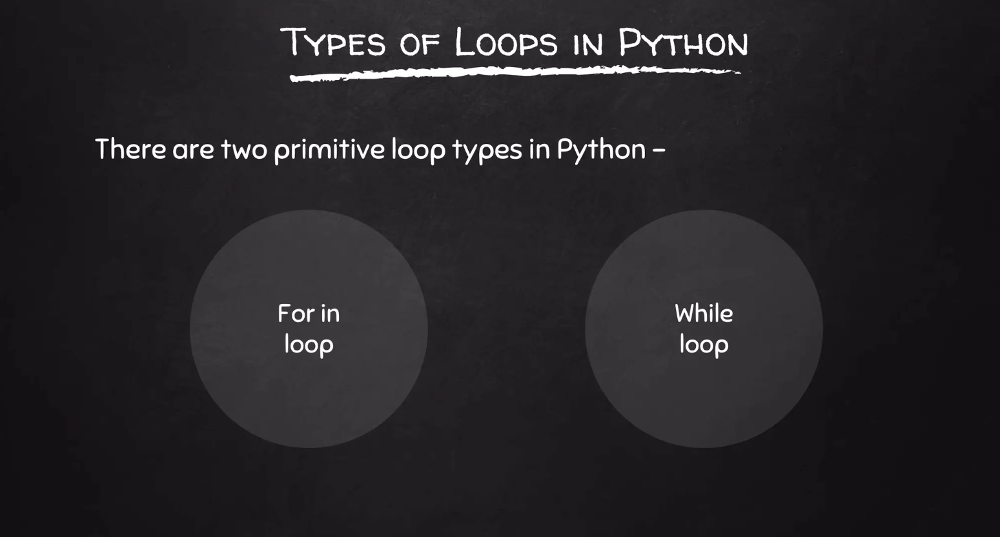 Types of Loops in Python
There are two primitive loop types in Python –
For in
loop
While
loop